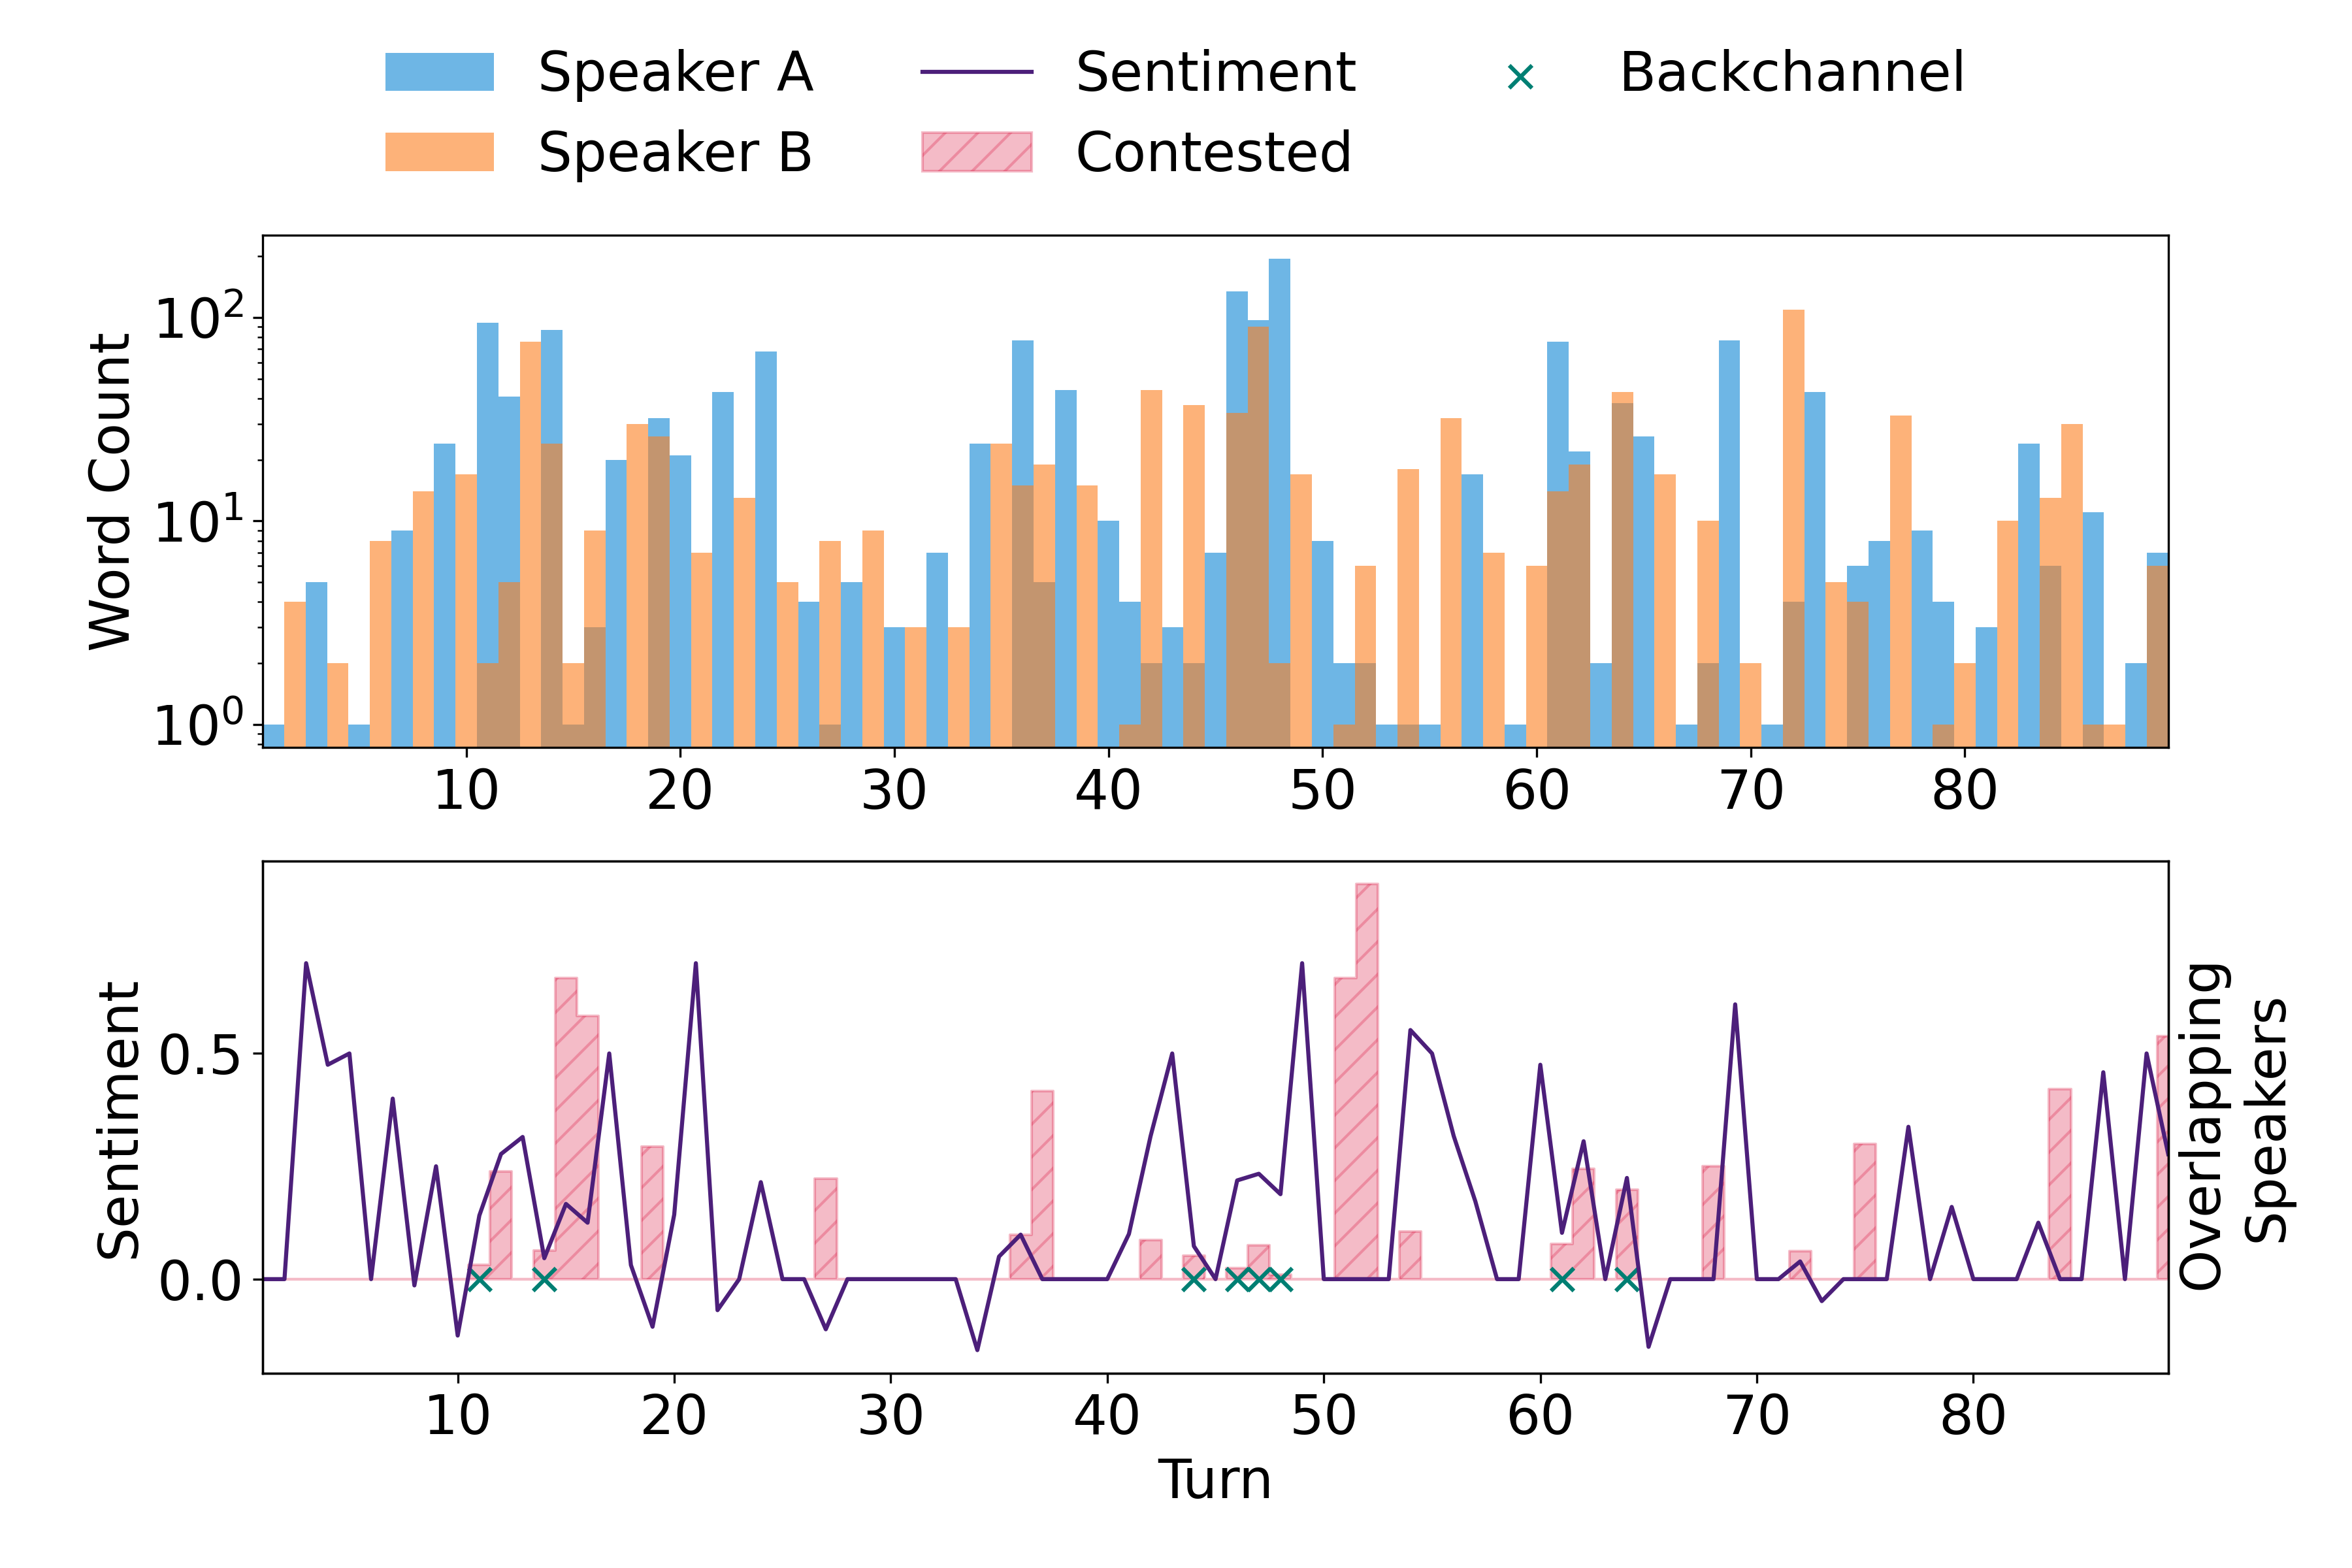 Speaker A Sentiment Backchannel
Speaker B Contested
Word Count
10²
10¹
10⁰
10 20 30 40 50 60 70 80
Sentiment
0.5
0.0
Overlapping
Speakers
10 20 30 40 50 60 70 80
Turn